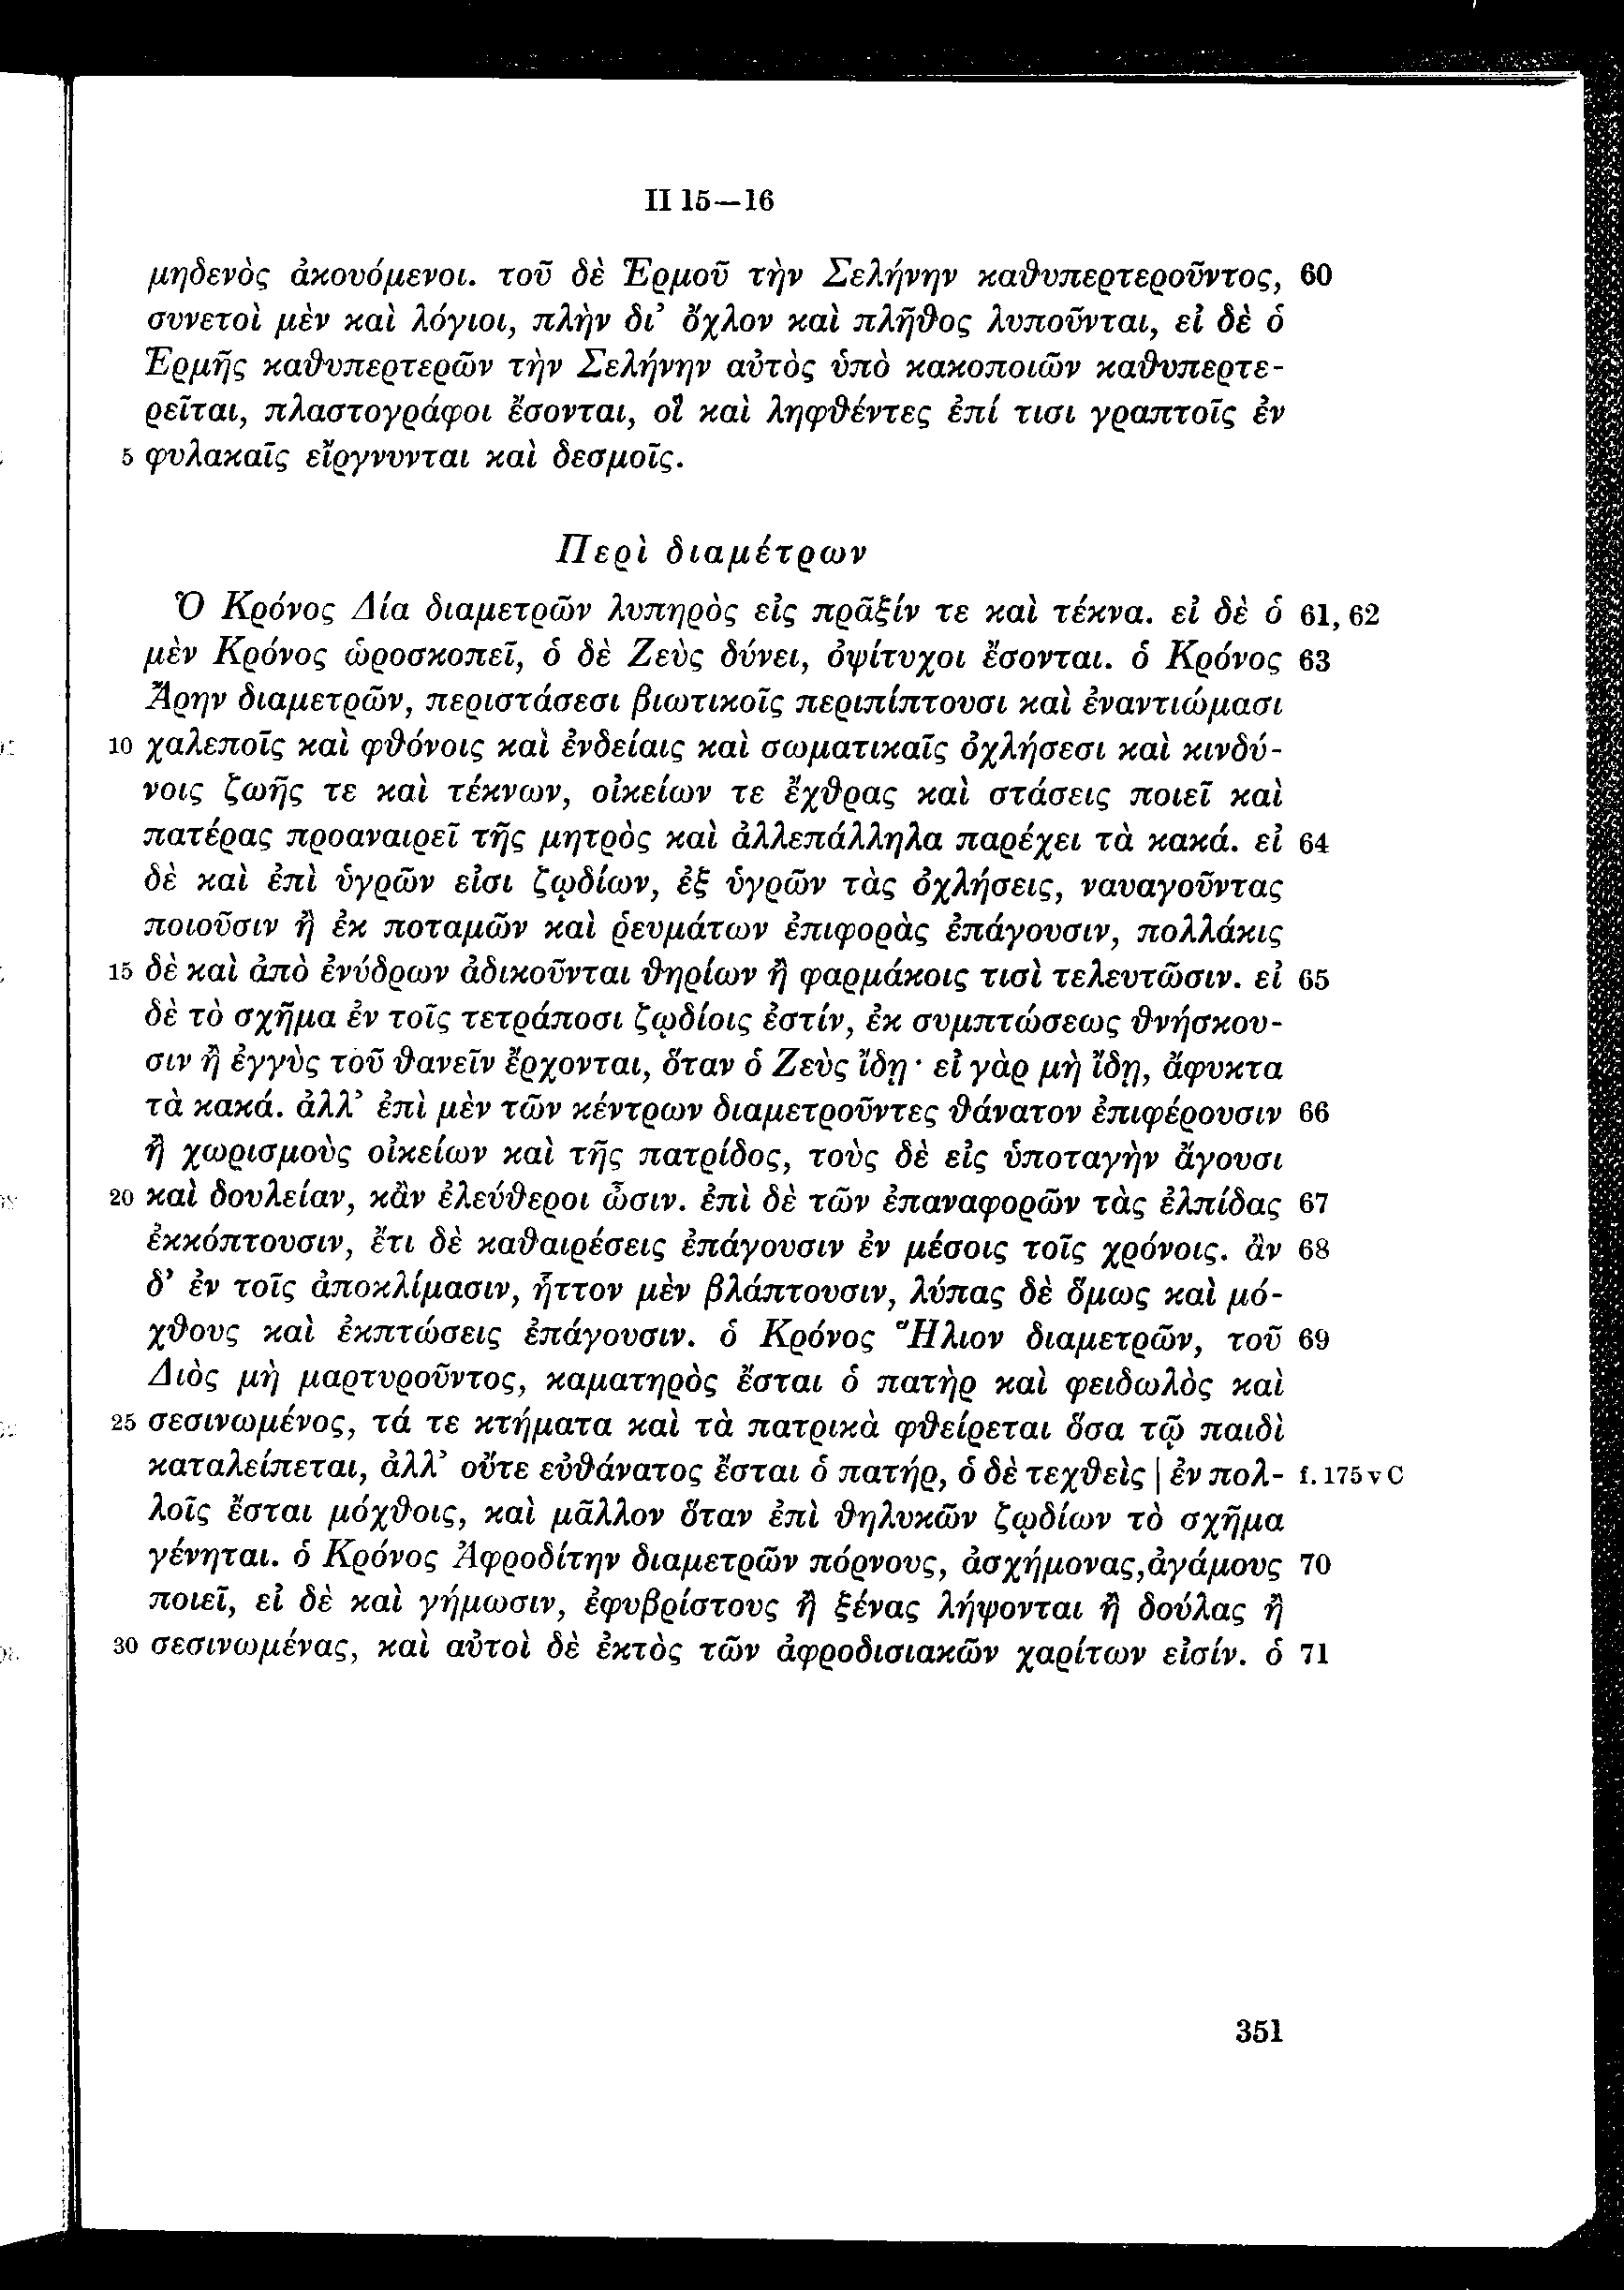 II 15—16
μηδενὸς ἀκουόμενοι. τοῦ δὲ Ἑρμοῦ τὴν Σελήνην καθυπερτεροῦντος, 60
συνετοὶ μὲν καὶ λόγιοι, πλὴν δι' ὄχλον καὶ πλῆθος λυποῦνται, εἰ δὲ ὁ
Ἑρμῆς καθυπερτερῶν τὴν Σελήνην αὐτὸς ὑπὸ κακοποιῶν καθυπερτε-
ρεῖται, πλαστογράφοι ἔσονται, οἳ καὶ ληφθέντες ἐπί τισι γραπτοῖς ἐν
5 φυλακαῖς εἴργνυνται καὶ δεσμοῖς.
Περὶ διαμέτρων
Ὁ Κρόνος Δία διαμετρῶν λυπηρὸς εἰς πρᾶξίν τε καὶ τέκνα. εἰ δὲ ὁ 61, 62
μὲν Κρόνος ὡροσκοπεῖ, ὁ δὲ Ζεὺς δύνει, ὀψίτυχοι ἔσονται. ὁ Κρόνος 63
Ἄρην διαμετρῶν, περιστάσεσι βιωτικοῖς περιπίπτουσι καὶ ἐναντιώμασι
10 χαλεποῖς καὶ φθόνοις καὶ ἐνδείαις καὶ σωματικαῖς ὀχλήσεσι καὶ κινδύ-
νοις ζωῆς τε καὶ τέκνων, οἰκείων τε ἔχθρας καὶ στάσεις ποιεῖ καὶ
πατέρας προαναιρεῖ τῆς μητρὸς καὶ ἀλλεπάλληλα παρέχει τὰ κακά. εἰ 64
δὲ καὶ ἐπὶ ὑγρῶν εἰσι ζῳδίων, ἐξ ὑγρῶν τὰς ὀχλήσεις, ναυαγοῦντας
ποιοῦσιν ἢ ἐκ ποταμῶν καὶ ῥευμάτων ἐπιφορὰς ἐπάγουσιν, πολλάκις
15 δὲ καὶ ἀπὸ ἐνύδρων ἀδικοῦνται θηρίων ἢ φαρμάκοις τισὶ τελευτῶσιν. εἰ 65
δὲ τὸ σχῆμα ἐν τοῖς τετράποσι ζῳδίοις ἐστίν, ἐκ συμπτώσεως θνήσκου-
σιν ἢ ἐγγὺς τοῦ θανεῖν ἔρχονται, ὅταν ὁ Ζεὺς ἴδῃ· εἰ γὰρ μὴ ἴδῃ, ἄφυκτα
τὰ κακά. ἀλλ' ἐπὶ μὲν τῶν κέντρων διαμετροῦντες θάνατον ἐπιφέρουσιν 66
ἢ χωρισμοὺς οἰκείων καὶ τῆς πατρίδος, τοὺς δὲ εἰς ὑποταγὴν ἄγουσι
20 καὶ δουλείαν, κἂν ἐλεύθεροι ὦσιν. ἐπὶ δὲ τῶν ἐπαναφορῶν τὰς ἐλπίδας 67
ἐκκόπτουσιν, ἔτι δὲ καθαιρέσεις ἐπάγουσιν ἐν μέσοις τοῖς χρόνοις. ἂν 68
δ' ἐν τοῖς ἀποκλίμασιν, ἧττον μὲν βλάπτουσιν, λύπας δὲ ὅμως καὶ μό-
χθους καὶ ἐκπτώσεις ἐπάγουσιν. ὁ Κρόνος Ἥλιον διαμετρῶν, τοῦ 69
Διὸς μὴ μαρτυροῦντος, καματηρὸς ἔσται ὁ πατὴρ καὶ φειδωλὸς καὶ
25 σεσινωμένος, τά τε κτήματα καὶ τὰ πατρικὰ φθείρεται ὅσα τῷ παιδὶ
καταλείπεται, ἀλλ' οὔτε εὐθάνατος ἔσται ὁ πατήρ, ὁ δὲ τεχθεὶς | ἐν πολ- f. 175 v C
λοῖς ἔσται μόχθοις, καὶ μᾶλλον ὅταν ἐπὶ θηλυκῶν ζῳδίων τὸ σχῆμα
γένηται. ὁ Κρόνος Ἀφροδίτην διαμετρῶν πόρνους, ἀσχήμονας, ἀγάμους 70
ποιεῖ, εἰ δὲ καὶ γήμωσιν, ἐφυβρίστους ἢ ξένας λήψονται ἢ δούλας ἢ
30 σεσινωμένας, καὶ αὐτοὶ δὲ ἐκτὸς τῶν ἀφροδισιακῶν χαρίτων εἰσίν. ὁ 71
351